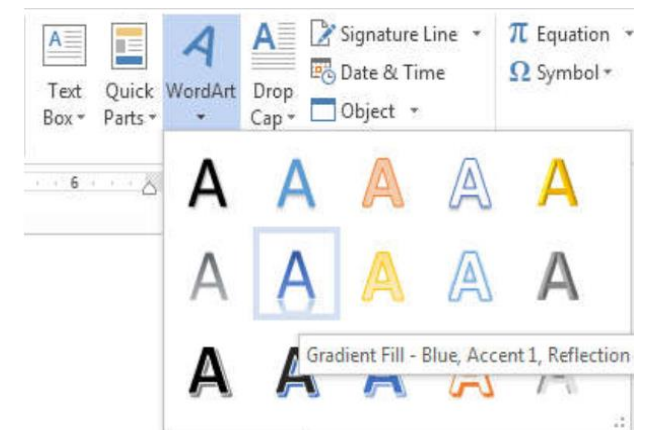 Text Box
Quick Parts
WordArt
Drop Cap
Signature Line
Date & Time
Object
π Equation
Ω Symbol
6
A A A A A
A A A A A
Gradient Fill - Blue, Accent 1, Reflection
A A A A A